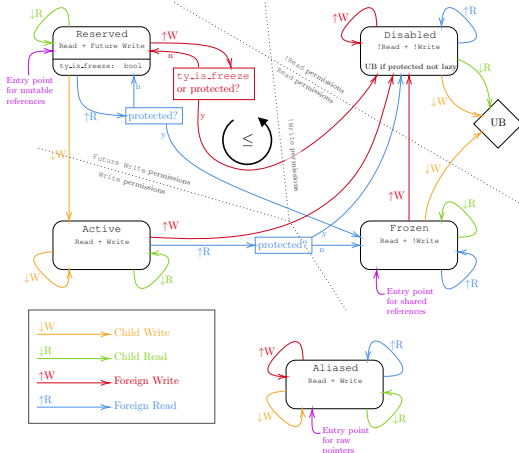 ↓R
Reserved
Read + Future Write
ty_is_freeze: bool
↑W
n
Entry point
for mutable
references
ty_is_freeze
or protected?
n
↑R
protected?
y
y
≤
↓W
Future Write permissions
Write permissions
!Write
permissions
!Read permissions
Read permissions
↑W
Disabled
!Read + !Write
UB if protected not lazy
↑R
↓R
↓W
UB
↓W
Active
Read + Write
↑W
↑R
protected?
y
n
↑W
Frozen
Read + !Write
↓R
↓W
↓R
Entry point
for shared
references
↑R
↓W
Child Write
↓R
Child Read
↑W
Foreign Write
↑R
Foreign Read
↑W
Aliased
Read + Write
↑R
↓W
Entry point
for raw
pointers
↓R